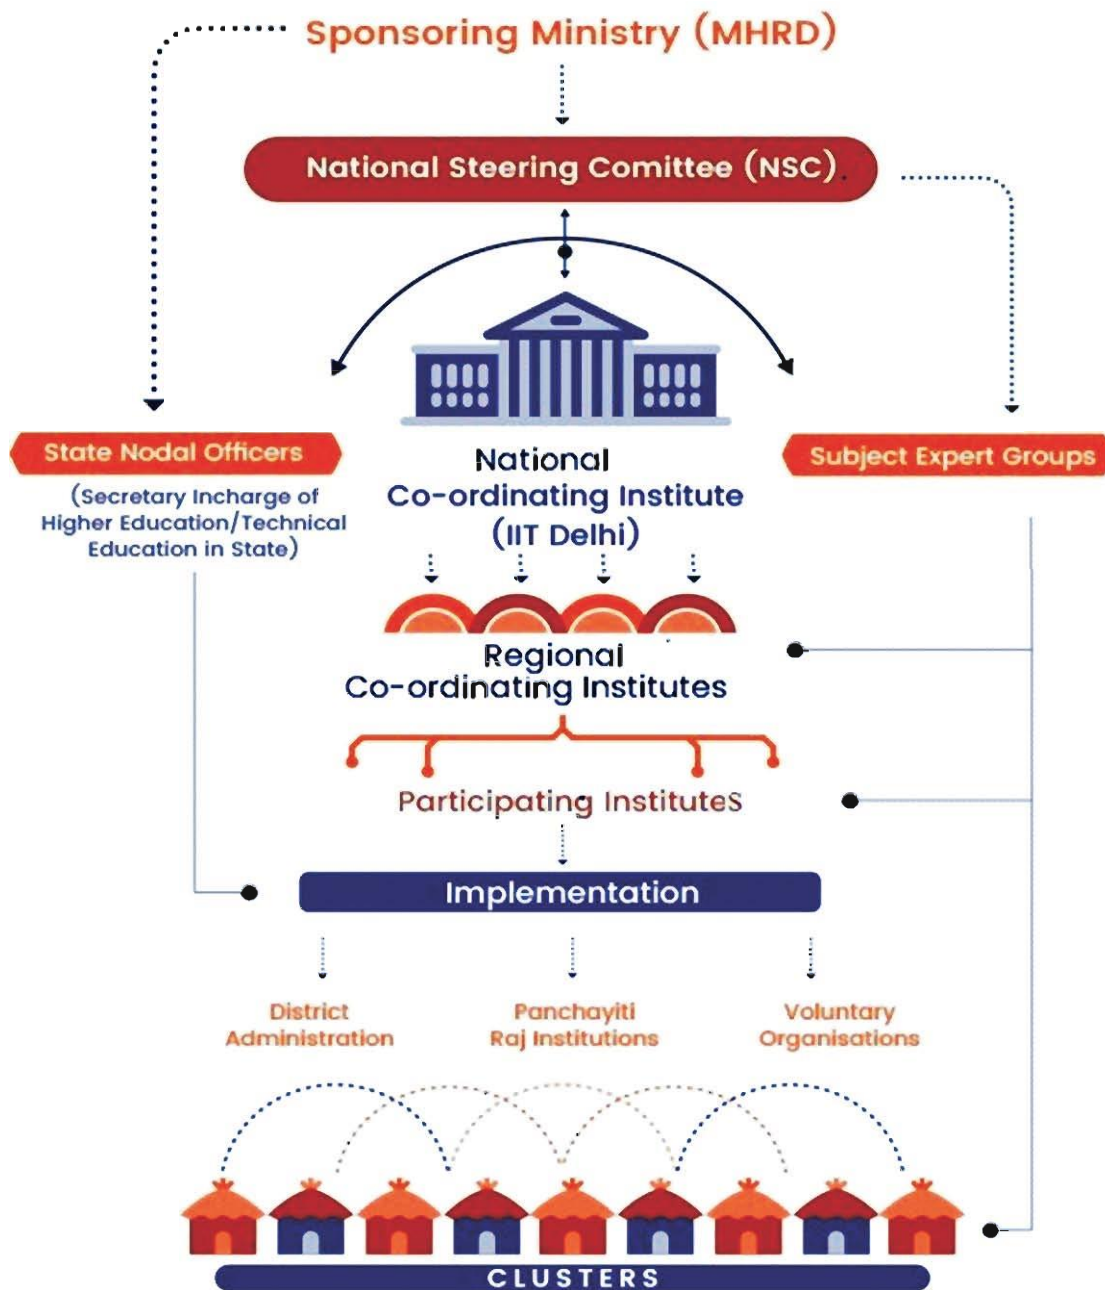 Sponsoring Ministry (MHRD)
National Steering Comittee (NSC)
State Nodal Officers
(Secretary Incharge of
Higher Education/Technical
Education in State)
National
Co-ordinating Institute
(IIT Delhi)
Subject Expert Groups
Regional
Co-ordinating Institutes
Participating InstituteS
Implementation
District
Administration
Panchayiti
Raj Institutions
Voluntary
Organisations
CLUSTERS